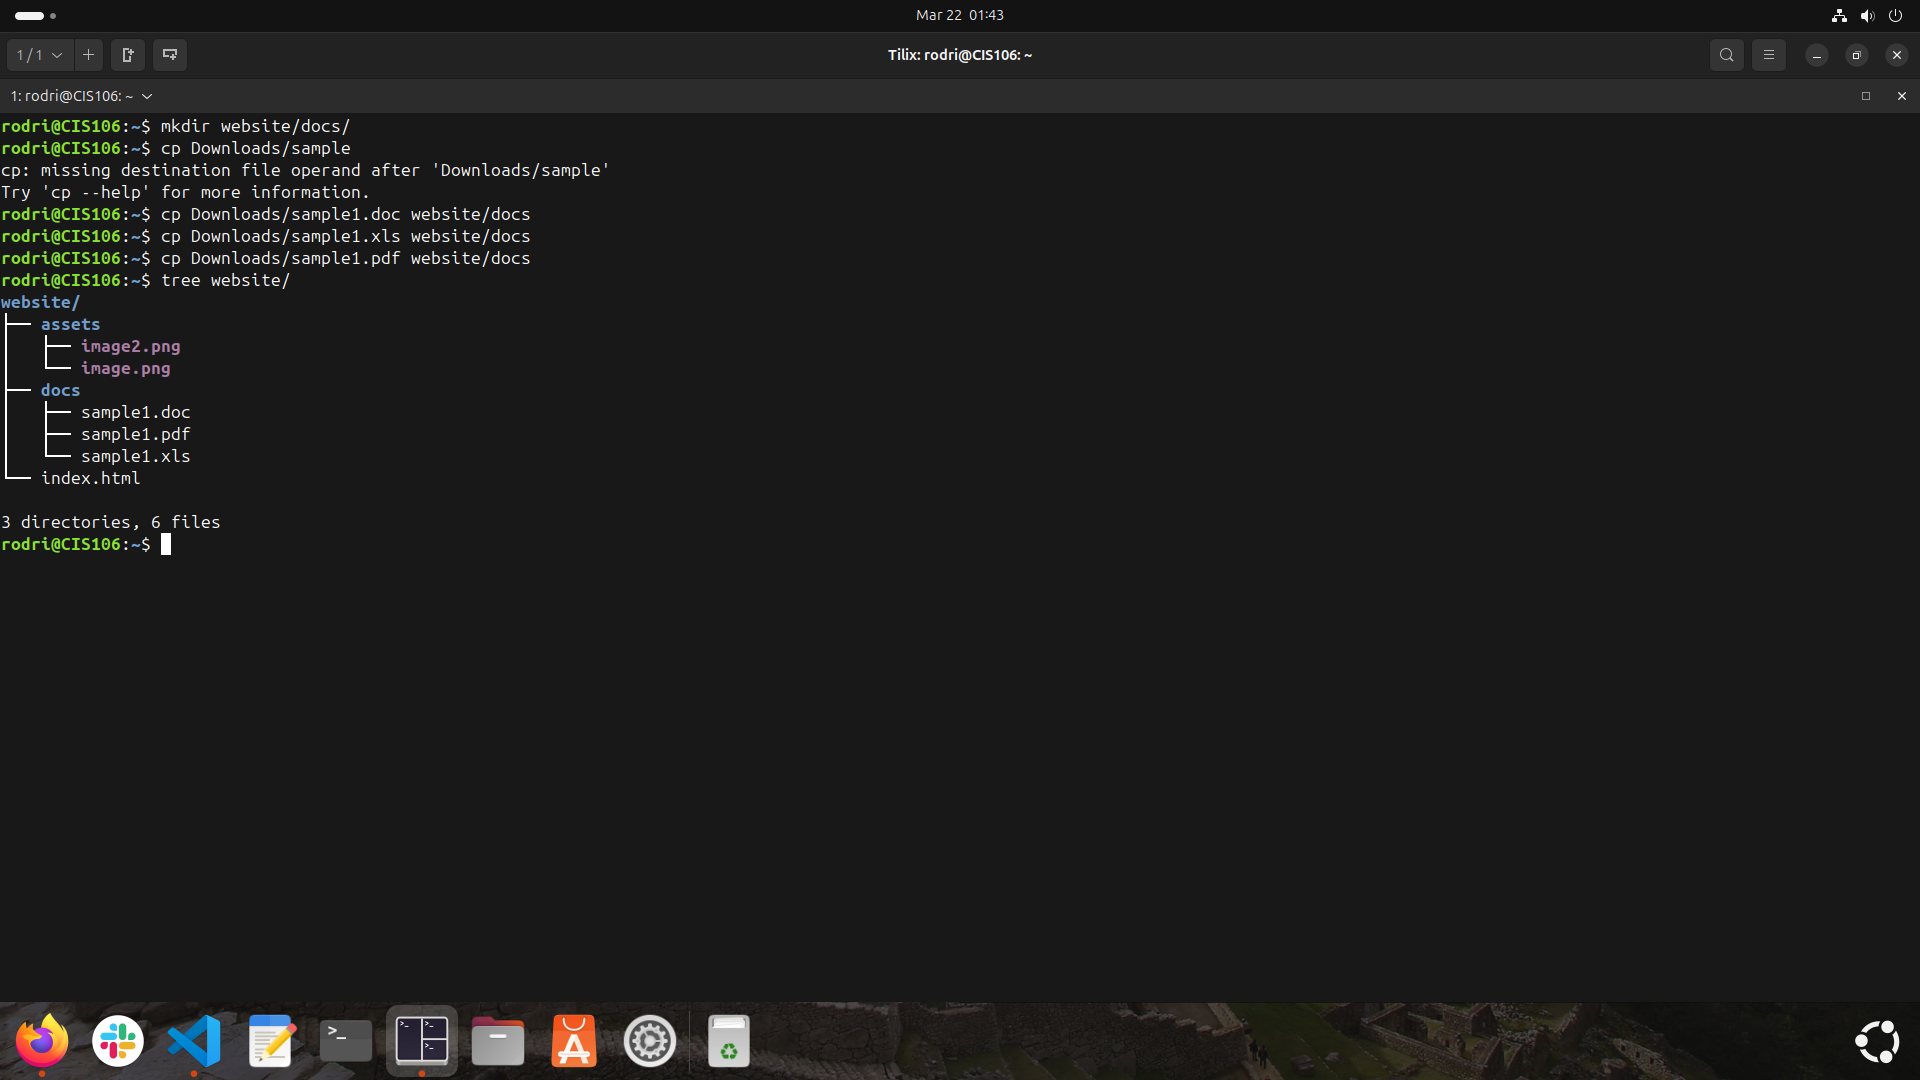 Mar 22 01:43
1 / 1
Tilix: rodri@CIS106: ~
1: rodri@CIS106: ~
rodri@CIS106:~$ mkdir website/docs/
rodri@CIS106:~$ cp Downloads/sample
cp: missing destination file operand after 'Downloads/sample'
Try 'cp --help' for more information.
rodri@CIS106:~$ cp Downloads/sample1.doc website/docs
rodri@CIS106:~$ cp Downloads/sample1.xls website/docs
rodri@CIS106:~$ cp Downloads/sample1.pdf website/docs
rodri@CIS106:~$ tree website/
website/
├── assets
│   ├── image2.png
│   └── image.png
├── docs
│   ├── sample1.doc
│   ├── sample1.pdf
│   └── sample1.xls
└── index.html
3 directories, 6 files
rodri@CIS106:~$